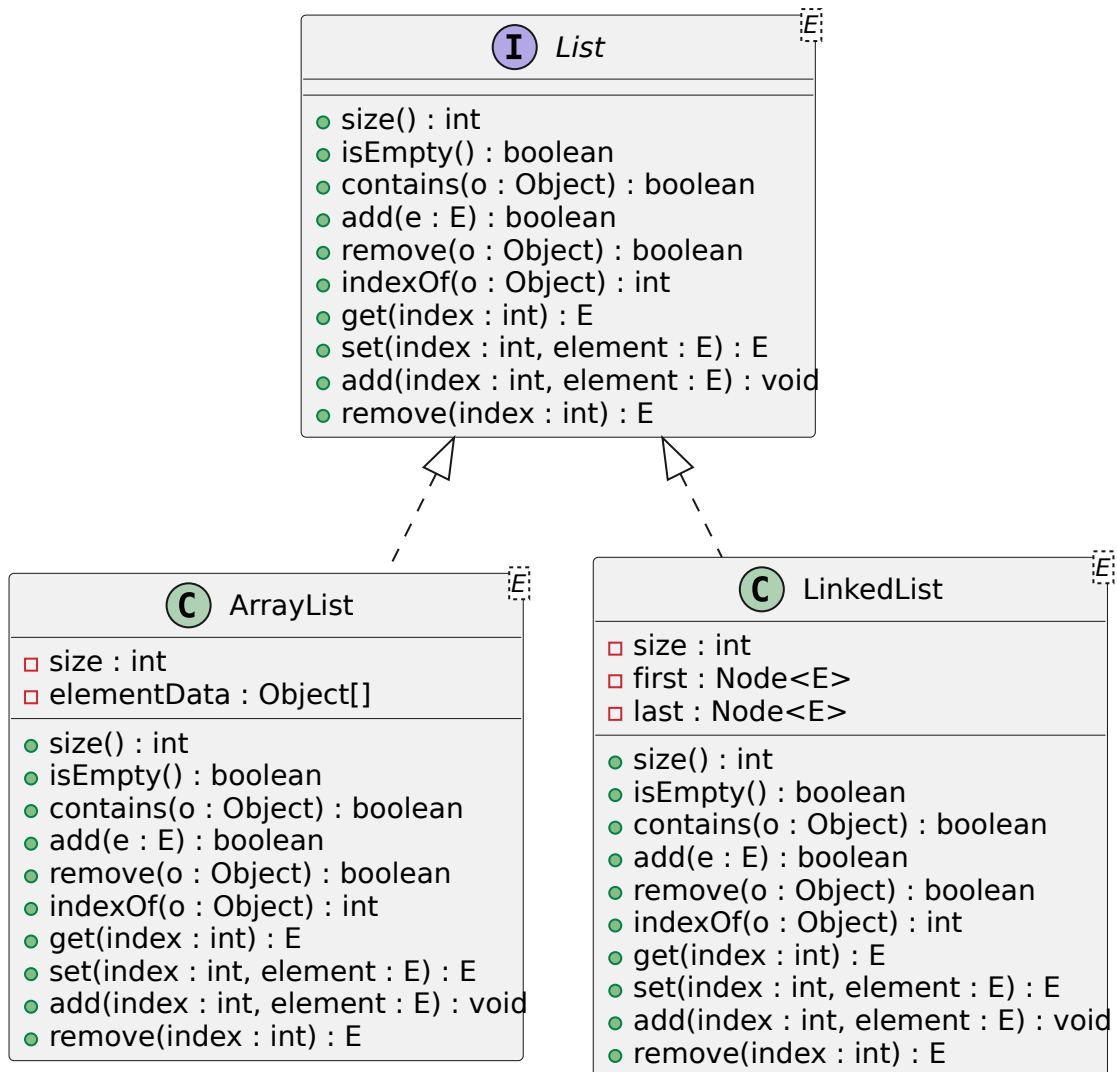 I List E
size() : int
isEmpty() : boolean
contains(o : Object) : boolean
add(e : E) : boolean
remove(o : Object) : boolean
indexOf(o : Object) : int
get(index : int) : E
set(index : int, element : E) : E
add(index : int, element : E) : void
remove(index : int) : E
C ArrayList E
size : int
elementData : Object[]
size() : int
isEmpty() : boolean
contains(o : Object) : boolean
add(e : E) : boolean
remove(o : Object) : boolean
indexOf(o : Object) : int
get(index : int) : E
set(index : int, element : E) : E
add(index : int, element : E) : void
remove(index : int) : E
C LinkedList E
size : int
first : Node<E>
last : Node<E>
size() : int
isEmpty() : boolean
contains(o : Object) : boolean
add(e : E) : boolean
remove(o : Object) : boolean
indexOf(o : Object) : int
get(index : int) : E
set(index : int, element : E) : E
add(index : int, element : E) : void
remove(index : int) : E